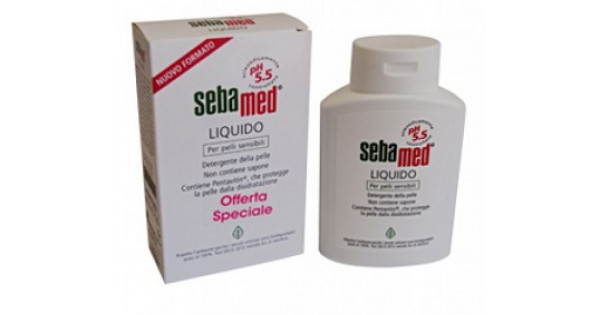 NUOVO FORMATO
pH
5.5
sebamed®
LIQUIDO
Per pelli sensibili
Detergente della pelle
Non contiene sapone
Contiene Pentavitin®, che protegge
la pelle dalla disidratazione
Offerta
Speciale
pH
5.5
sebamed®
LIQUIDO
Per pelli sensibili
Detergente della pelle
Non contiene sapone
Contiene Pentavitin®, che protegge
la pelle dalla disidratazione